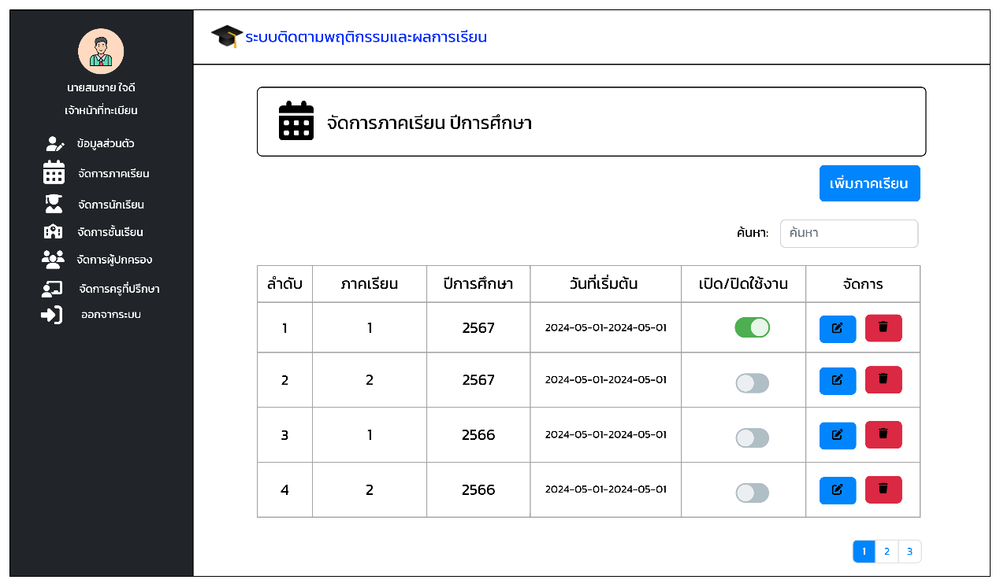 ระบบติดตามพฤติกรรมและผลการเรียน
นายสมชาย ใจดี
เจ้าหน้าที่ทะเบียน
ข้อมูลส่วนตัว
จัดการภาคเรียน
จัดการนักเรียน
จัดการชั้นเรียน
จัดการผู้ปกครอง
จัดการครูที่ปรึกษา
ออกจากระบบ
จัดการภาคเรียน ปีการศึกษา
เพิ่มภาคเรียน
ค้นหา: ค้นหา
ลำดับ ภาคเรียน ปีการศึกษา วันที่เริ่มต้น เปิด/ปิดใช้งาน จัดการ
1 1 2567 2024-05-01-2024-05-01
2 2 2567 2024-05-01-2024-05-01
3 1 2566 2024-05-01-2024-05-01
4 2 2566 2024-05-01-2024-05-01
1 2 3